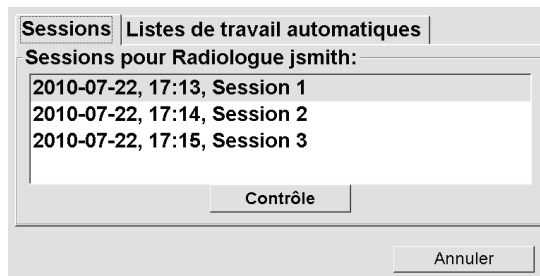 Sessions Listes de travail automatiques
Sessions pour Radiologue jsmith:
2010-07-22, 17:13, Session 1
2010-07-22, 17:14, Session 2
2010-07-22, 17:15, Session 3
Contrôle
Annuler